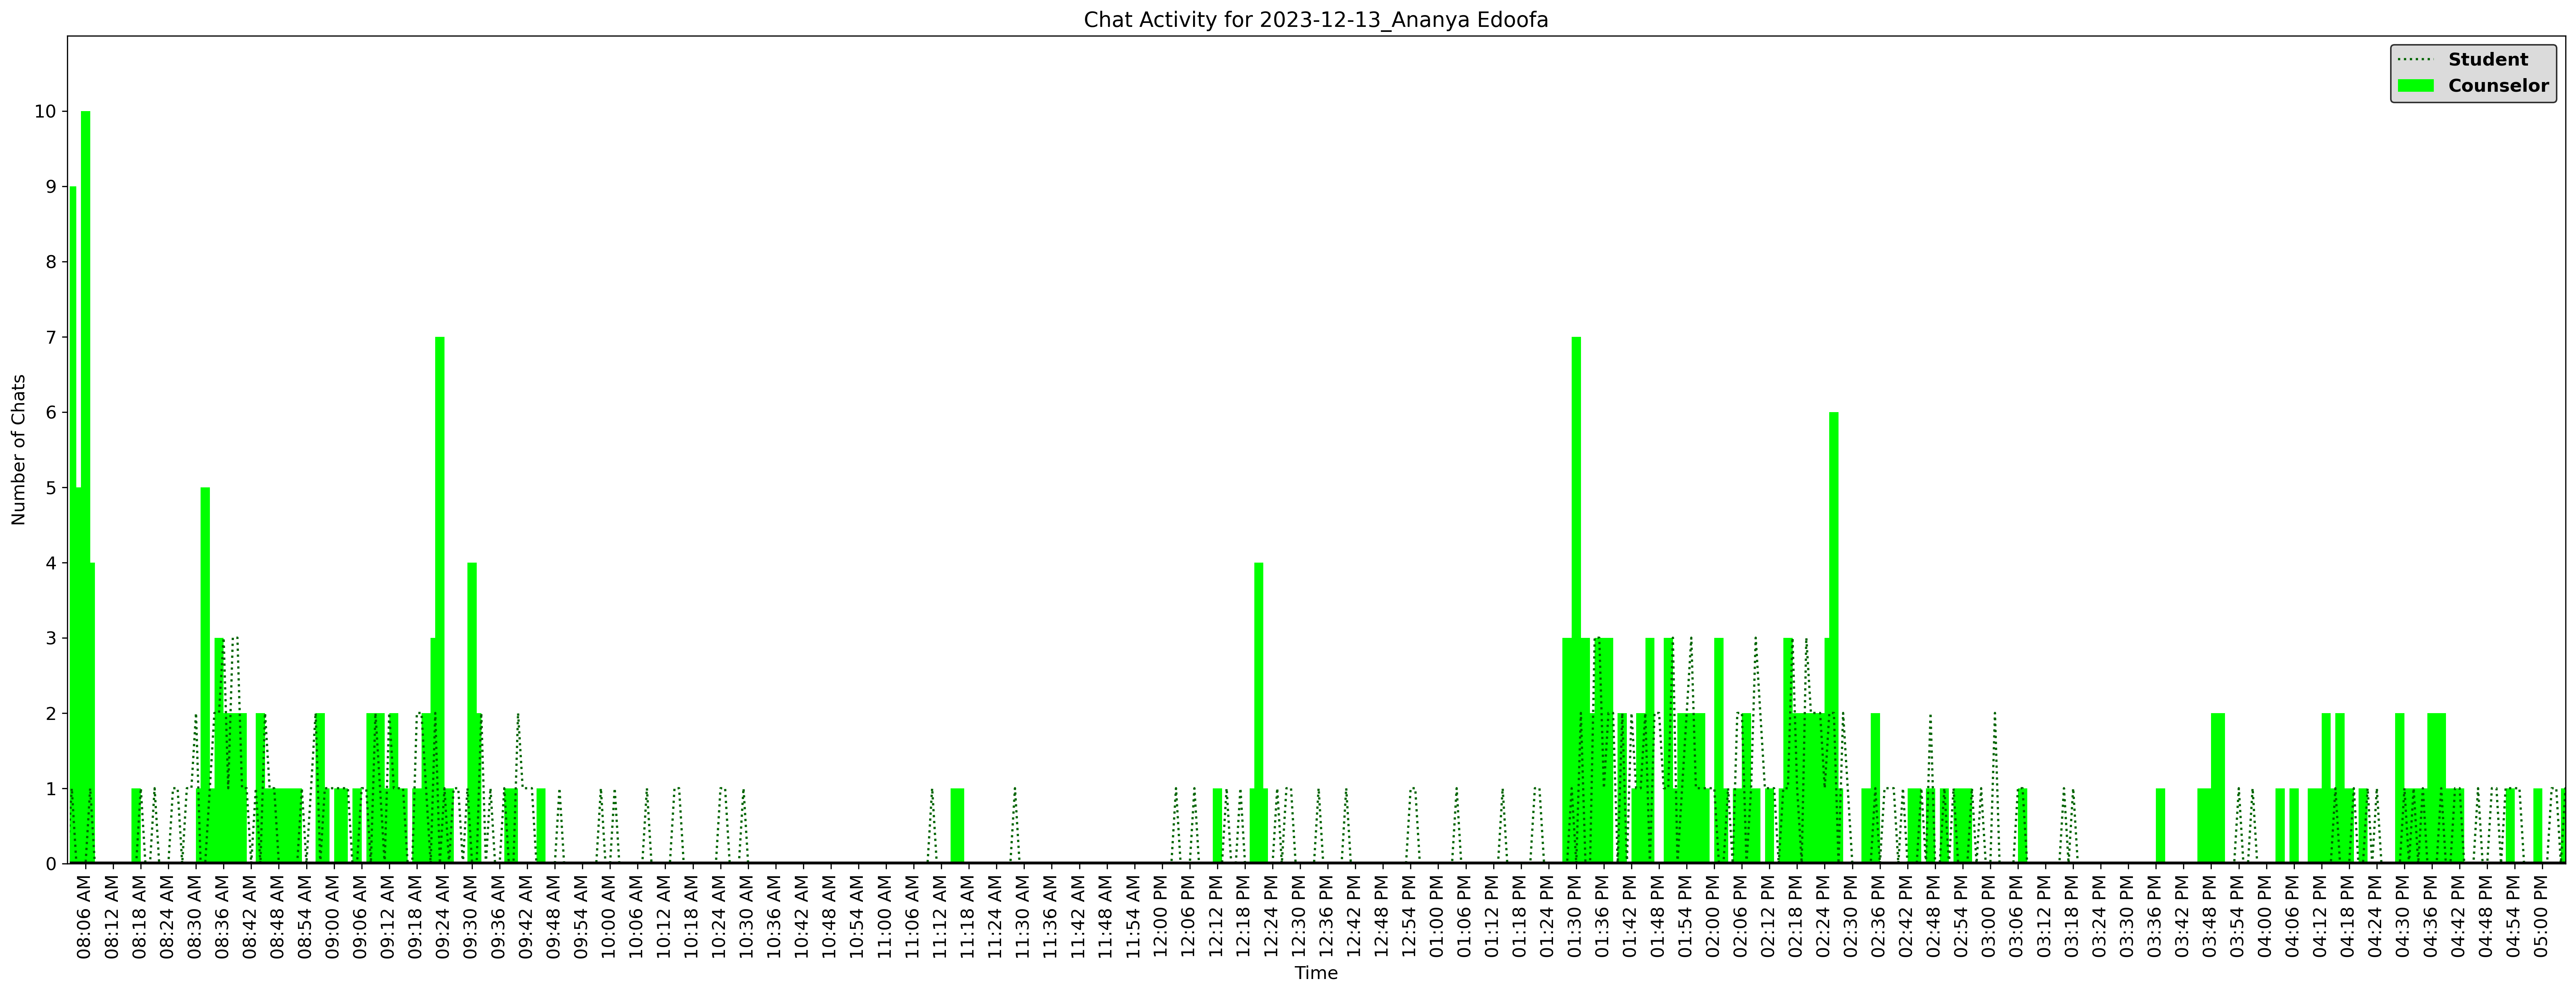 Chat Activity for 2023-12-13_Ananya Edoofa
Student
Counselor
Number of Chats
10
9
8
7
6
5
4
3
2
1
0
08:06 AM
08:12 AM
08:18 AM
08:24 AM
08:30 AM
08:36 AM
08:42 AM
08:48 AM
08:54 AM
09:00 AM
09:06 AM
09:12 AM
09:18 AM
09:24 AM
09:30 AM
09:36 AM
09:42 AM
09:48 AM
09:54 AM
10:00 AM
10:06 AM
10:12 AM
10:18 AM
10:24 AM
10:30 AM
10:36 AM
10:42 AM
10:48 AM
10:54 AM
11:00 AM
11:06 AM
11:12 AM
11:18 AM
11:24 AM
11:30 AM
11:36 AM
11:42 AM
11:48 AM
11:54 AM
12:00 PM
12:06 PM
12:12 PM
12:18 PM
12:24 PM
12:30 PM
12:36 PM
12:42 PM
12:48 PM
12:54 PM
01:00 PM
01:06 PM
01:12 PM
01:18 PM
01:24 PM
01:30 PM
01:36 PM
01:42 PM
01:48 PM
01:54 PM
02:00 PM
02:06 PM
02:12 PM
02:18 PM
02:24 PM
02:30 PM
02:36 PM
02:42 PM
02:48 PM
02:54 PM
03:00 PM
03:06 PM
03:12 PM
03:18 PM
03:24 PM
03:30 PM
03:36 PM
03:42 PM
03:48 PM
03:54 PM
04:00 PM
04:06 PM
04:12 PM
04:18 PM
04:24 PM
04:30 PM
04:36 PM
04:42 PM
04:48 PM
04:54 PM
05:00 PM
Time